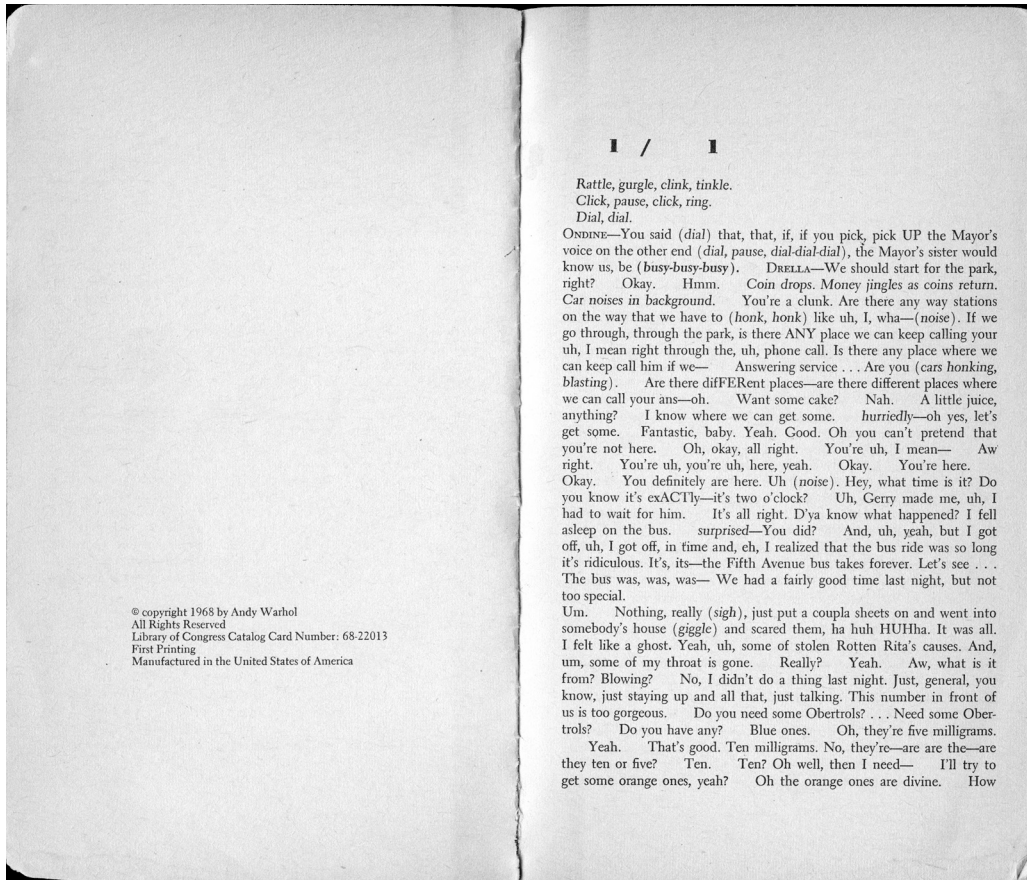 © copyright 1968 by Andy Warhol
All Rights Reserved
Library of Congress Catalog Card Number: 68-22013
First Printing
Manufactured in the United States of America
1 / 1
Rattle, gurgle, clink, tinkle.
Click, pause, click, ring.
Dial, dial.
ONDINE—You said (dial) that, that, if, if you pick, pick UP the Mayor's
voice on the other end (dial, pause, dial-dial-dial), the Mayor's sister would
know us, be (busy-busy-busy). DRELLA—We should start for the park,
right? Okay. Hmm. Coin drops. Money jingles as coins return.
Car noises in background. You're a clunk. Are there any way stations
on the way that we have to (honk, honk) like uh, I, wha—(noise). If we
go through, through the park, is there ANY place we can keep calling your
uh, I mean right through the, uh, phone call. Is there any place where we
can keep call him if we— Answering service . . . Are you (cars honking,
blasting). Are there difFERent places—are there different places where
we can call your ans—oh. Want some cake? Nah. A little juice,
anything? I know where we can get some. hurriedly—oh yes, let's
get some. Fantastic, baby. Yeah. Good. Oh you can't pretend that
you're not here. Oh, okay, all right. You're uh, I mean— Aw
right. You're uh, you're uh, here, yeah. Okay. You're here.
Okay. You definitely are here. Uh (noise). Hey, what time is it? Do
you know it's exACTly—it's two o'clock? Uh, Gerry made me, uh, I
had to wait for him. It's all right. D'ya know what happened? I fell
asleep on the bus. surprised—You did? And, uh, yeah, but I got
off, uh, I got off, in time and, eh, I realized that the bus ride was so long
it's ridiculous. It's, its—the Fifth Avenue bus takes forever. Let's see . . .
The bus was, was, was— We had a fairly good time last night, but not
too special.
Um. Nothing, really (sigh), just put a coupla sheets on and went into
somebody's house (giggle) and scared them, ha huh HUHha. It was all.
I felt like a ghost. Yeah, uh, some of stolen Rotten Rita's causes. And,
um, some of my throat is gone. Really? Yeah. Aw, what is it
from? Blowing? No, I didn't do a thing last night. Just, general, you
know, just staying up and all that, just talking. This number in front of
us is too gorgeous. Do you need some Obertrols? . . . Need some Ober-
trols? Do you have any? Blue ones. Oh, they're five milligrams.
Yeah. That's good. Ten milligrams. No, they're—are are the—are
they ten or five? Ten. Ten? Oh well, then I need— I'll try to
get some orange ones, yeah? Oh the orange ones are divine. How